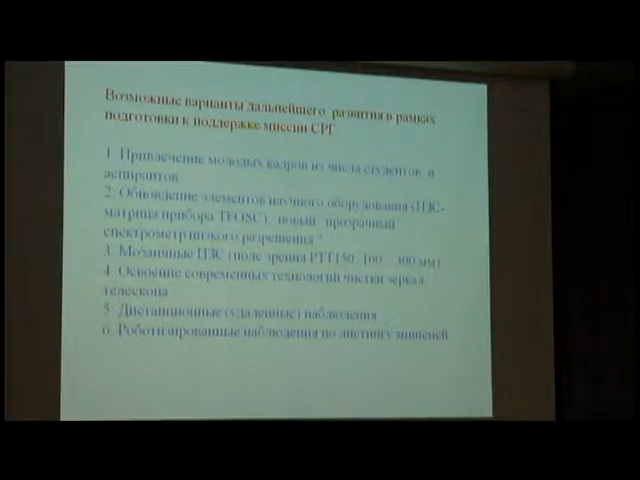 Возможные варианты дальнейшего развития в рамках
подготовки к поддержке миссии СРГ.
1. Привлечение молодых кадров из числа студентов и
аспирантов
2. Обновление элементов научного оборудования (ПЗС-
матрица прибора TFOSC), новый "прозрачный"
спектрометр низкого разрешения
3. Мозаичные ПЗС (поле зрения РТТ150 100 300 мм)
4. Освоение современных технологий чистки зеркал
телескопа
5. Дистанционные (удаленные) наблюдения
6. Роботизированные наблюдения по листингу мишеней